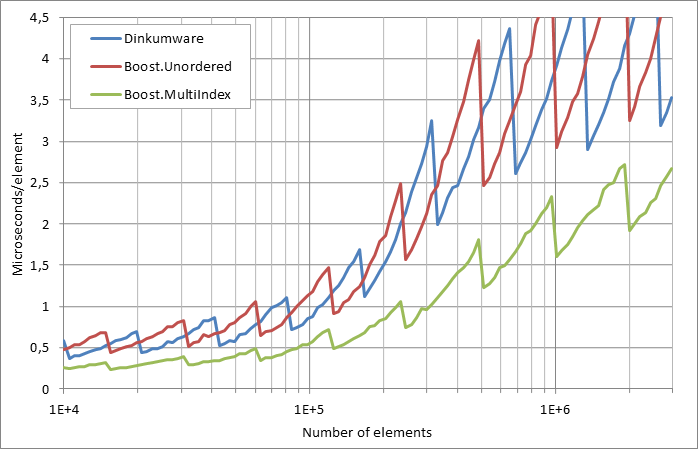 4,5
4
3,5
3
2,5
2
1,5
1
0,5
0
Microseconds/element
Dinkumware
Boost.Unordered
Boost.MultiIndex
1E+4
1E+5
1E+6
Number of elements